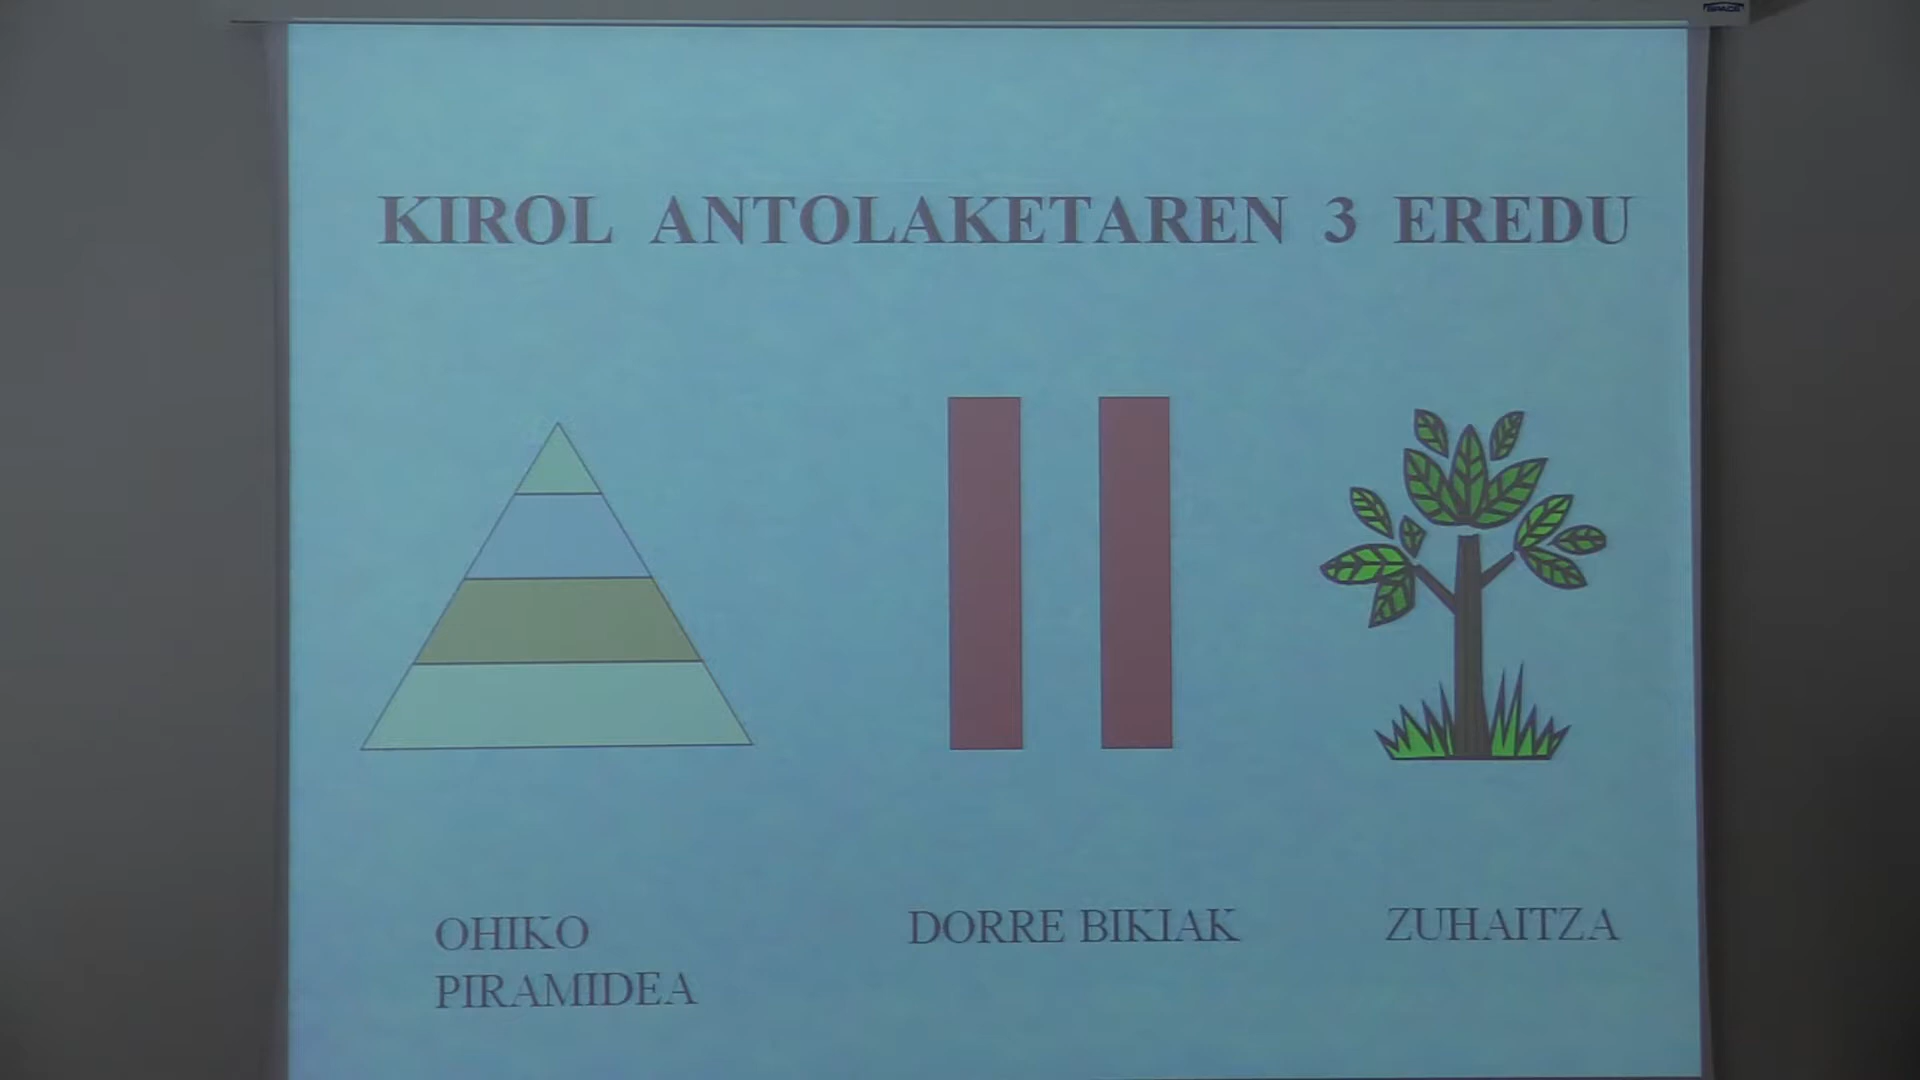 KIROL ANTOLAKETAREN 3 EREDU
OHIKO
PIRAMIDEA
DORRE BIKIAK
ZUHAITZA